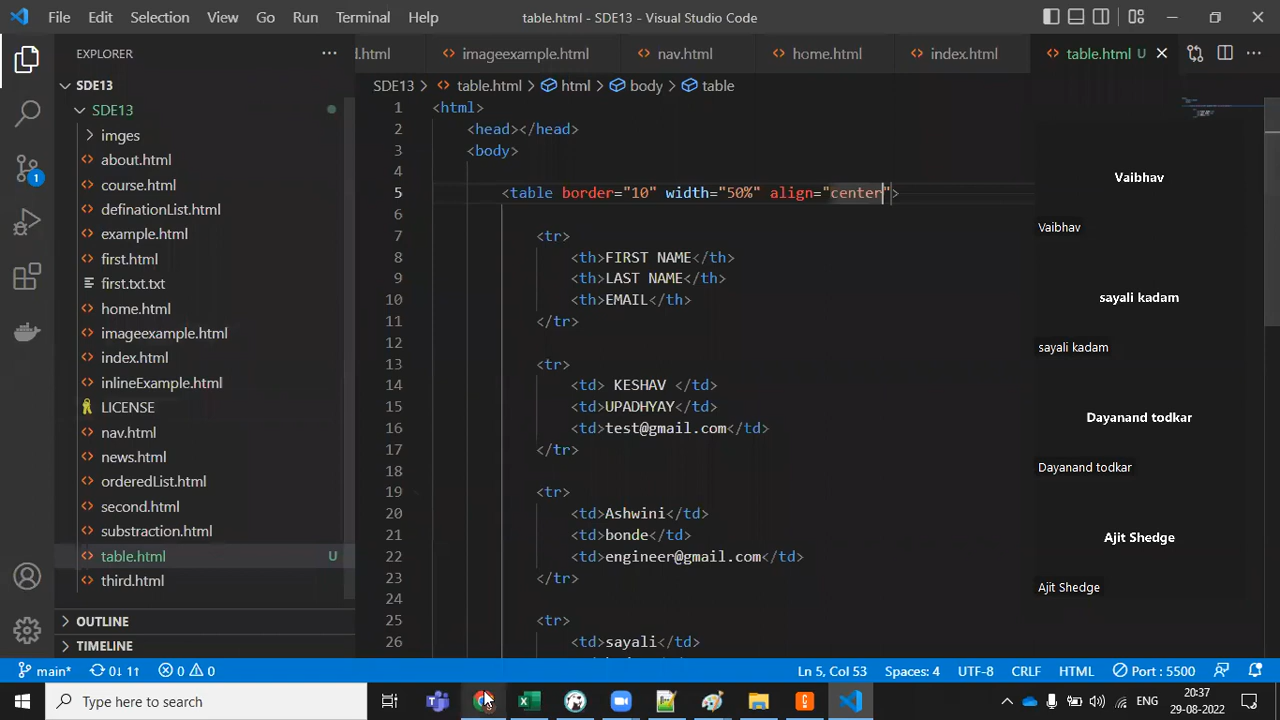 File Edit Selection View Go Run Terminal Help table.html - SDE13 - Visual Studio Code
EXPLORER
d.html imageexample.html nav.html home.html index.html table.html U
SDE13
SDE13 > table.html > html > body > table
SDE13
imges
about.html
course.html
definationList.html
example.html
first.html
first.txt.txt
home.html
imageexample.html
index.html
inlineExample.html
LICENSE
nav.html
news.html
orderedList.html
second.html
substraction.html
table.html U
third.html
OUTLINE
TIMELINE
1 <html>
2 <head></head>
3 <body>
4
5 <table border="10" width="50%" align="center">
6
7 <tr>
8 <th>FIRST NAME</th>
9 <th>LAST NAME</th>
10 <th>EMAIL</th>
11 </tr>
12
13 <tr>
14 <td> KESHAV </td>
15 <td>UPADHYAY</td>
16 <td>test@gmail.com</td>
17 </tr>
18
19 <tr>
20 <td>Ashwini</td>
21 <td>bonde</td>
22 <td>engineer@gmail.com</td>
23 </tr>
24
25 <tr>
26 <td>sayali</td>
Vaibhav
Vaibhav
sayali kadam
sayali kadam
Dayanand todkar
Dayanand todkar
Ajit Shedge
Ajit Shedge
1
main* 0↓ 1↑ 0 0 Ln 5, Col 53 Spaces: 4 UTF-8 CRLF HTML Port : 5500
Type here to search
ENG
20:37
29-08-2022